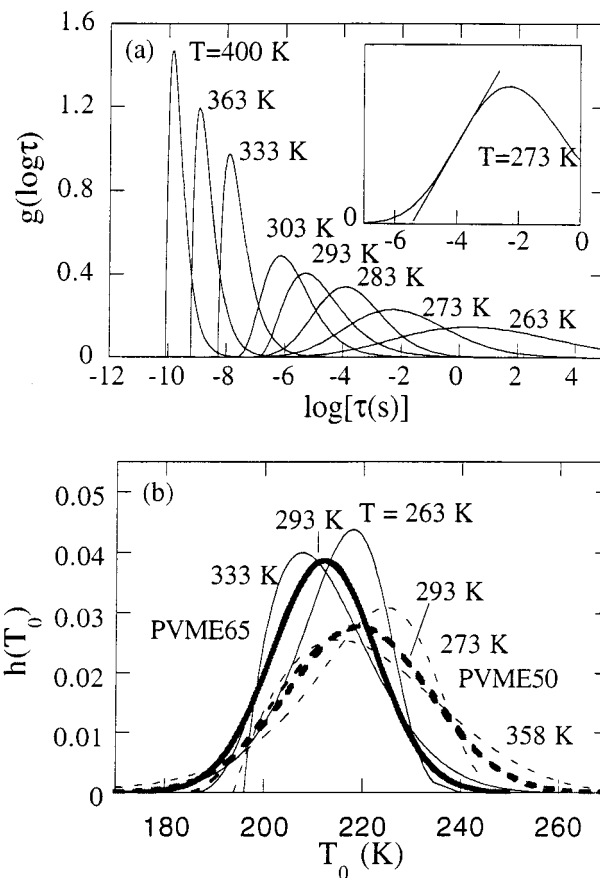 1.6
(a)
T=400 K
363 K
1.2
333 K
g(logτ)
0.8
T=273 K
0
-6 -4 -2 0
303 K
293 K
283 K
0.4
273 K
263 K
0
-12 -10 -8 -6 -4 -2 0 2 4
log[τ(s)]
(b)
0.05
293 K
T = 263 K
0.04
333 K
293 K
h(T0)
0.03
PVME65
273 K
PVME50
0.02
358 K
0.01
0
180 200 220 240 260
T0 (K)